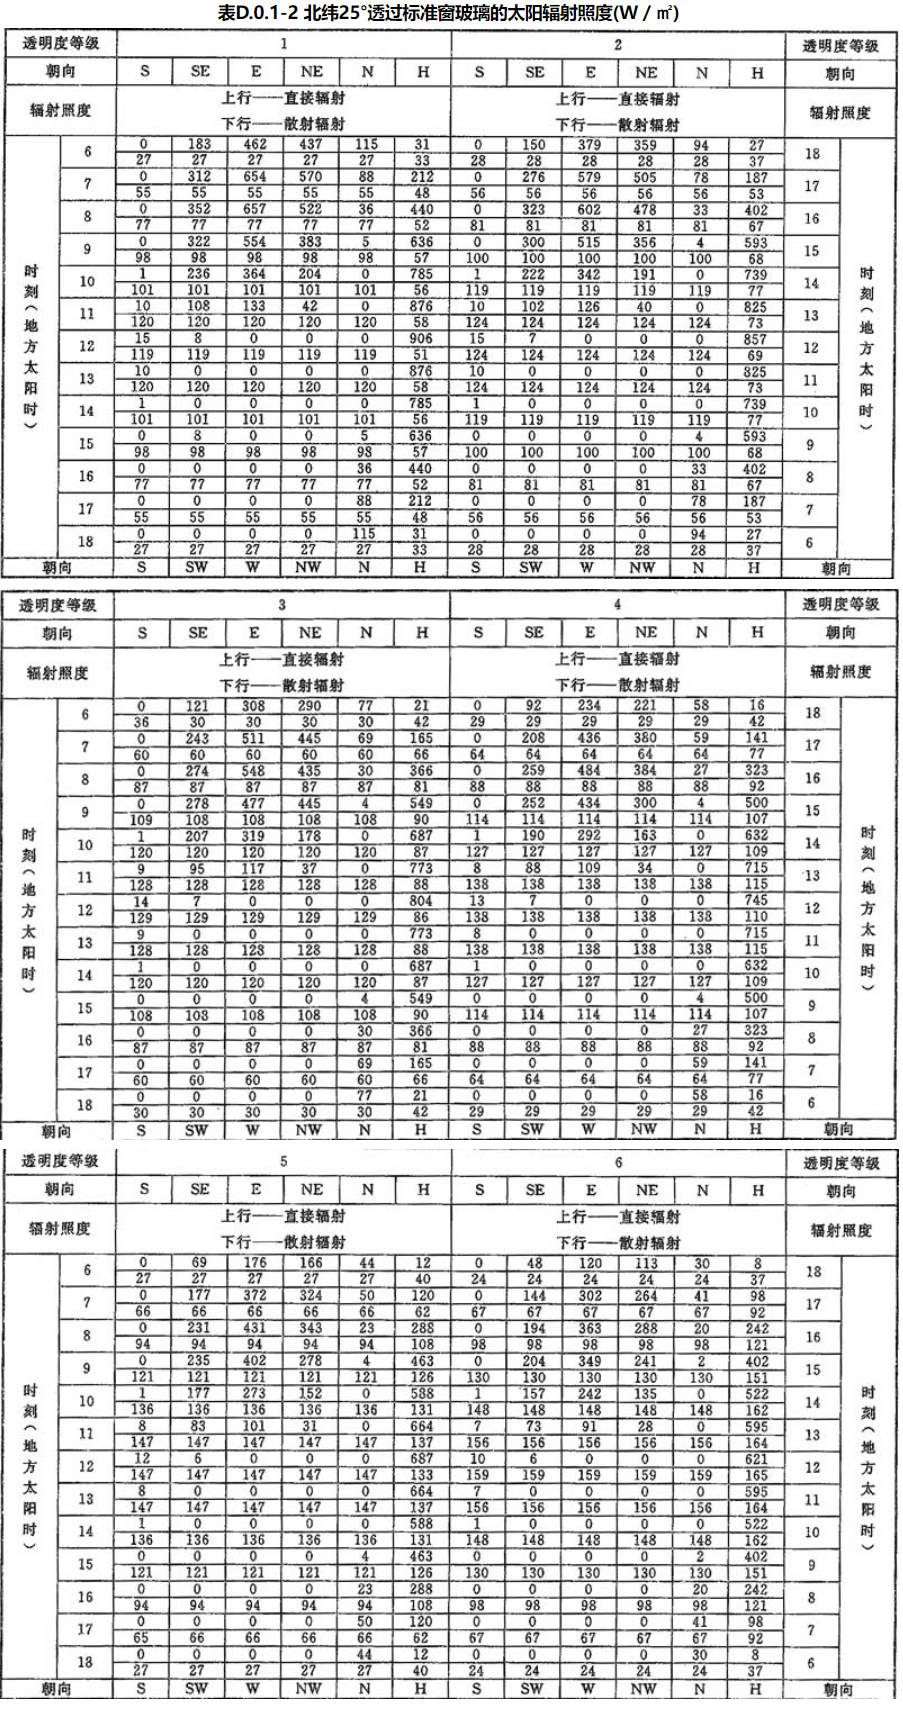 表D.0.1-2 北纬25°透过标准窗玻璃的太阳辐射照度(W / ㎡)
透明度等级 1 2 透明度等级
朝向 S SE E NE N H S SE E NE N H 朝向
辐射照度 上行——直接辐射 上行——直接辐射 辐射照度
下行——散射辐射 下行——散射辐射
时刻(地方太阳时) 6 0 183 462 437 115 31 0 150 379 359 94 27 18 时刻(地方太阳时)
27 27 27 27 27 33 28 28 28 28 28 37
7 0 312 654 570 88 212 0 276 579 505 78 187 17
55 55 55 55 55 48 56 56 56 56 56 53
8 0 352 657 522 36 440 0 323 602 478 33 402 16
77 77 77 77 77 52 81 81 81 81 81 67
9 0 322 554 383 5 636 0 300 515 356 4 593 15
98 98 98 98 98 57 100 100 100 100 100 68
10 1 236 364 204 0 785 1 222 342 191 0 739 14
101 101 101 101 101 56 119 119 119 119 119 77
11 10 108 133 42 0 876 10 102 126 40 0 825 13
120 120 120 120 120 58 124 124 124 124 124 73
12 15 8 0 0 0 906 15 7 0 0 0 857 12
119 119 119 119 119 51 124 124 124 124 124 69
13 10 0 0 0 0 876 10 0 0 0 0 825 11
120 120 120 120 120 58 124 124 124 124 124 73
14 1 0 0 0 0 785 1 0 0 0 0 739 10
101 101 101 101 101 56 119 119 119 119 119 77
15 0 8 0 0 5 636 0 0 0 0 4 593 9
98 98 98 98 98 57 100 100 100 100 100 68
16 0 0 0 0 36 440 0 0 0 0 33 402 8
77 77 77 77 77 52 81 81 81 81 81 67
17 0 0 0 0 88 212 0 0 0 0 78 187 7
55 55 55 55 55 48 56 56 56 56 56 53
18 0 0 0 0 115 31 0 0 0 0 94 27 6
27 27 27 27 27 33 28 28 28 28 28 37
朝向 S SW W NW N H S SW W NW N H 朝向
透明度等级 3 4 透明度等级
朝向 S SE E NE N H S SE E NE N H 朝向
辐射照度 上行——直接辐射 上行——直接辐射 辐射照度
下行——散射辐射 下行——散射辐射
时刻(地方太阳时) 6 0 121 308 290 77 21 0 92 234 221 58 16 18 时刻(地方太阳时)
36 30 30 30 30 42 29 29 29 29 29 42
7 0 243 511 445 69 165 0 208 436 380 59 141 17
60 60 60 60 60 66 64 64 64 64 64 77
8 0 274 548 435 30 366 0 259 484 384 27 323 16
87 87 87 87 87 81 88 88 88 88 88 92
9 0 278 477 445 4 549 0 252 434 300 4 500 15
109 108 108 108 108 90 114 114 114 114 114 107
10 1 207 319 178 0 687 1 190 292 163 0 632 14
120 120 120 120 120 87 127 127 127 127 127 109
11 9 95 117 37 0 773 8 88 109 34 0 715 13
128 128 128 128 128 88 138 138 138 138 138 115
12 14 7 0 0 0 804 13 7 0 0 0 745 12
129 129 129 129 129 86 138 138 138 138 138 110
13 9 0 0 0 0 773 8 0 0 0 0 715 11
128 128 128 128 128 88 138 138 138 138 138 115
14 1 0 0 0 0 687 1 0 0 0 0 632 10
120 120 120 120 120 87 127 127 127 127 127 109
15 0 0 0 0 4 549 0 0 0 0 4 500 9
108 108 108 108 108 90 114 114 114 114 114 107
16 0 0 0 0 30 366 0 0 0 0 27 323 8
87 87 87 87 87 81 88 88 88 88 88 92
17 0 0 0 0 69 165 0 0 0 0 59 141 7
60 60 60 60 60 66 64 64 64 64 64 77
18 0 0 0 0 77 21 0 0 0 0 58 16 6
30 30 30 30 30 42 29 29 29 29 29 42
朝向 S SW W NW N H S SW W NW N H 朝向
透明度等级 5 6 透明度等级
朝向 S SE E NE N H S SE E NE N H 朝向
辐射照度 上行——直接辐射 上行——直接辐射 辐射照度
下行——散射辐射 下行——散射辐射
时刻(地方太阳时) 6 0 69 176 166 44 12 0 48 120 113 30 8 18 时刻(地方太阳时)
27 27 27 27 27 40 24 24 24 24 24 37
7 0 177 372 324 50 120 0 144 302 264 41 98 17
66 66 66 66 66 62 67 67 67 67 67 92
8 0 231 431 343 23 288 0 194 363 288 20 242 16
94 94 94 94 94 108 98 98 98 98 98 121
9 0 235 402 278 4 463 0 204 349 241 2 402 15
121 121 121 121 121 126 130 130 130 130 130 151
10 1 177 273 152 0 588 1 157 242 135 0 522 14
136 136 136 136 136 131 148 148 148 148 148 162
11 8 83 101 31 0 664 7 73 91 28 0 595 13
147 147 147 147 147 137 156 156 156 156 156 164
12 12 6 0 0 0 687 10 6 0 0 0 621 12
147 147 147 147 147 133 159 159 159 159 159 165
13 8 0 0 0 0 664 7 0 0 0 0 595 11
147 147 147 147 147 137 156 156 156 156 156 164
14 1 0 0 0 0 588 1 0 0 0 0 522 10
136 136 136 136 136 131 148 148 148 148 148 162
15 0 0 0 0 4 463 0 0 0 0 2 402 9
121 121 121 121 121 126 130 130 130 130 130 151
16 0 0 0 0 23 288 0 0 0 0 20 242 8
94 94 94 94 94 108 98 98 98 98 98 121
17 0 0 0 0 50 120 0 0 0 0 41 98 7
65 66 66 66 66 62 67 67 67 67 67 92
18 0 0 0 0 44 12 0 0 0 0 30 8 6
27 27 27 27 27 40 24 24 24 24 24 37
朝向 S SW W NW N H S SW W NW N H 朝向